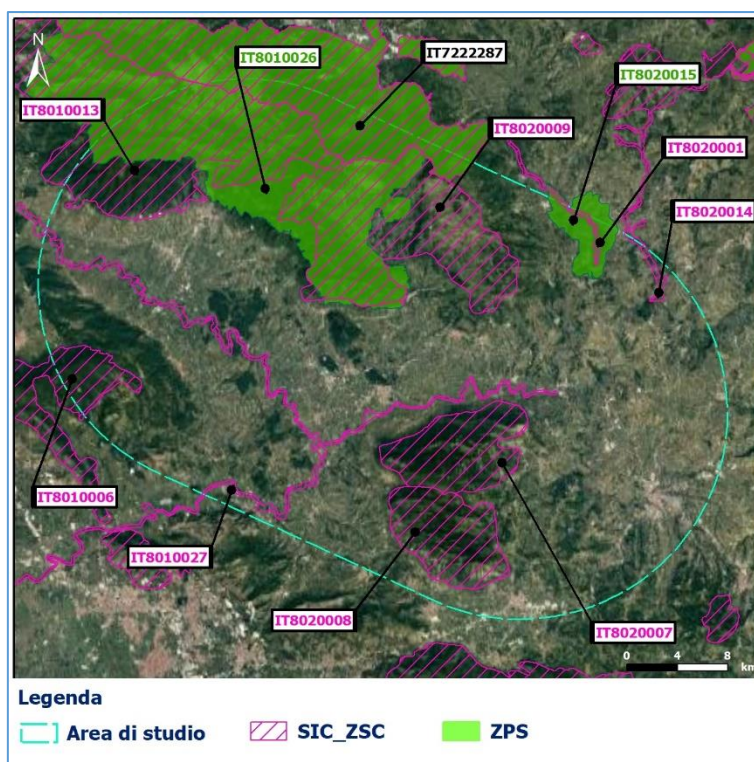 N
IT8010026
IT7222287
IT8020015
IT8010013
IT8020009
IT8020001
IT8020014
IT8010006
IT8010027
IT8020008
IT8020007
0 4 8
km
Legenda
Area di studio SIC_ZSC ZPS